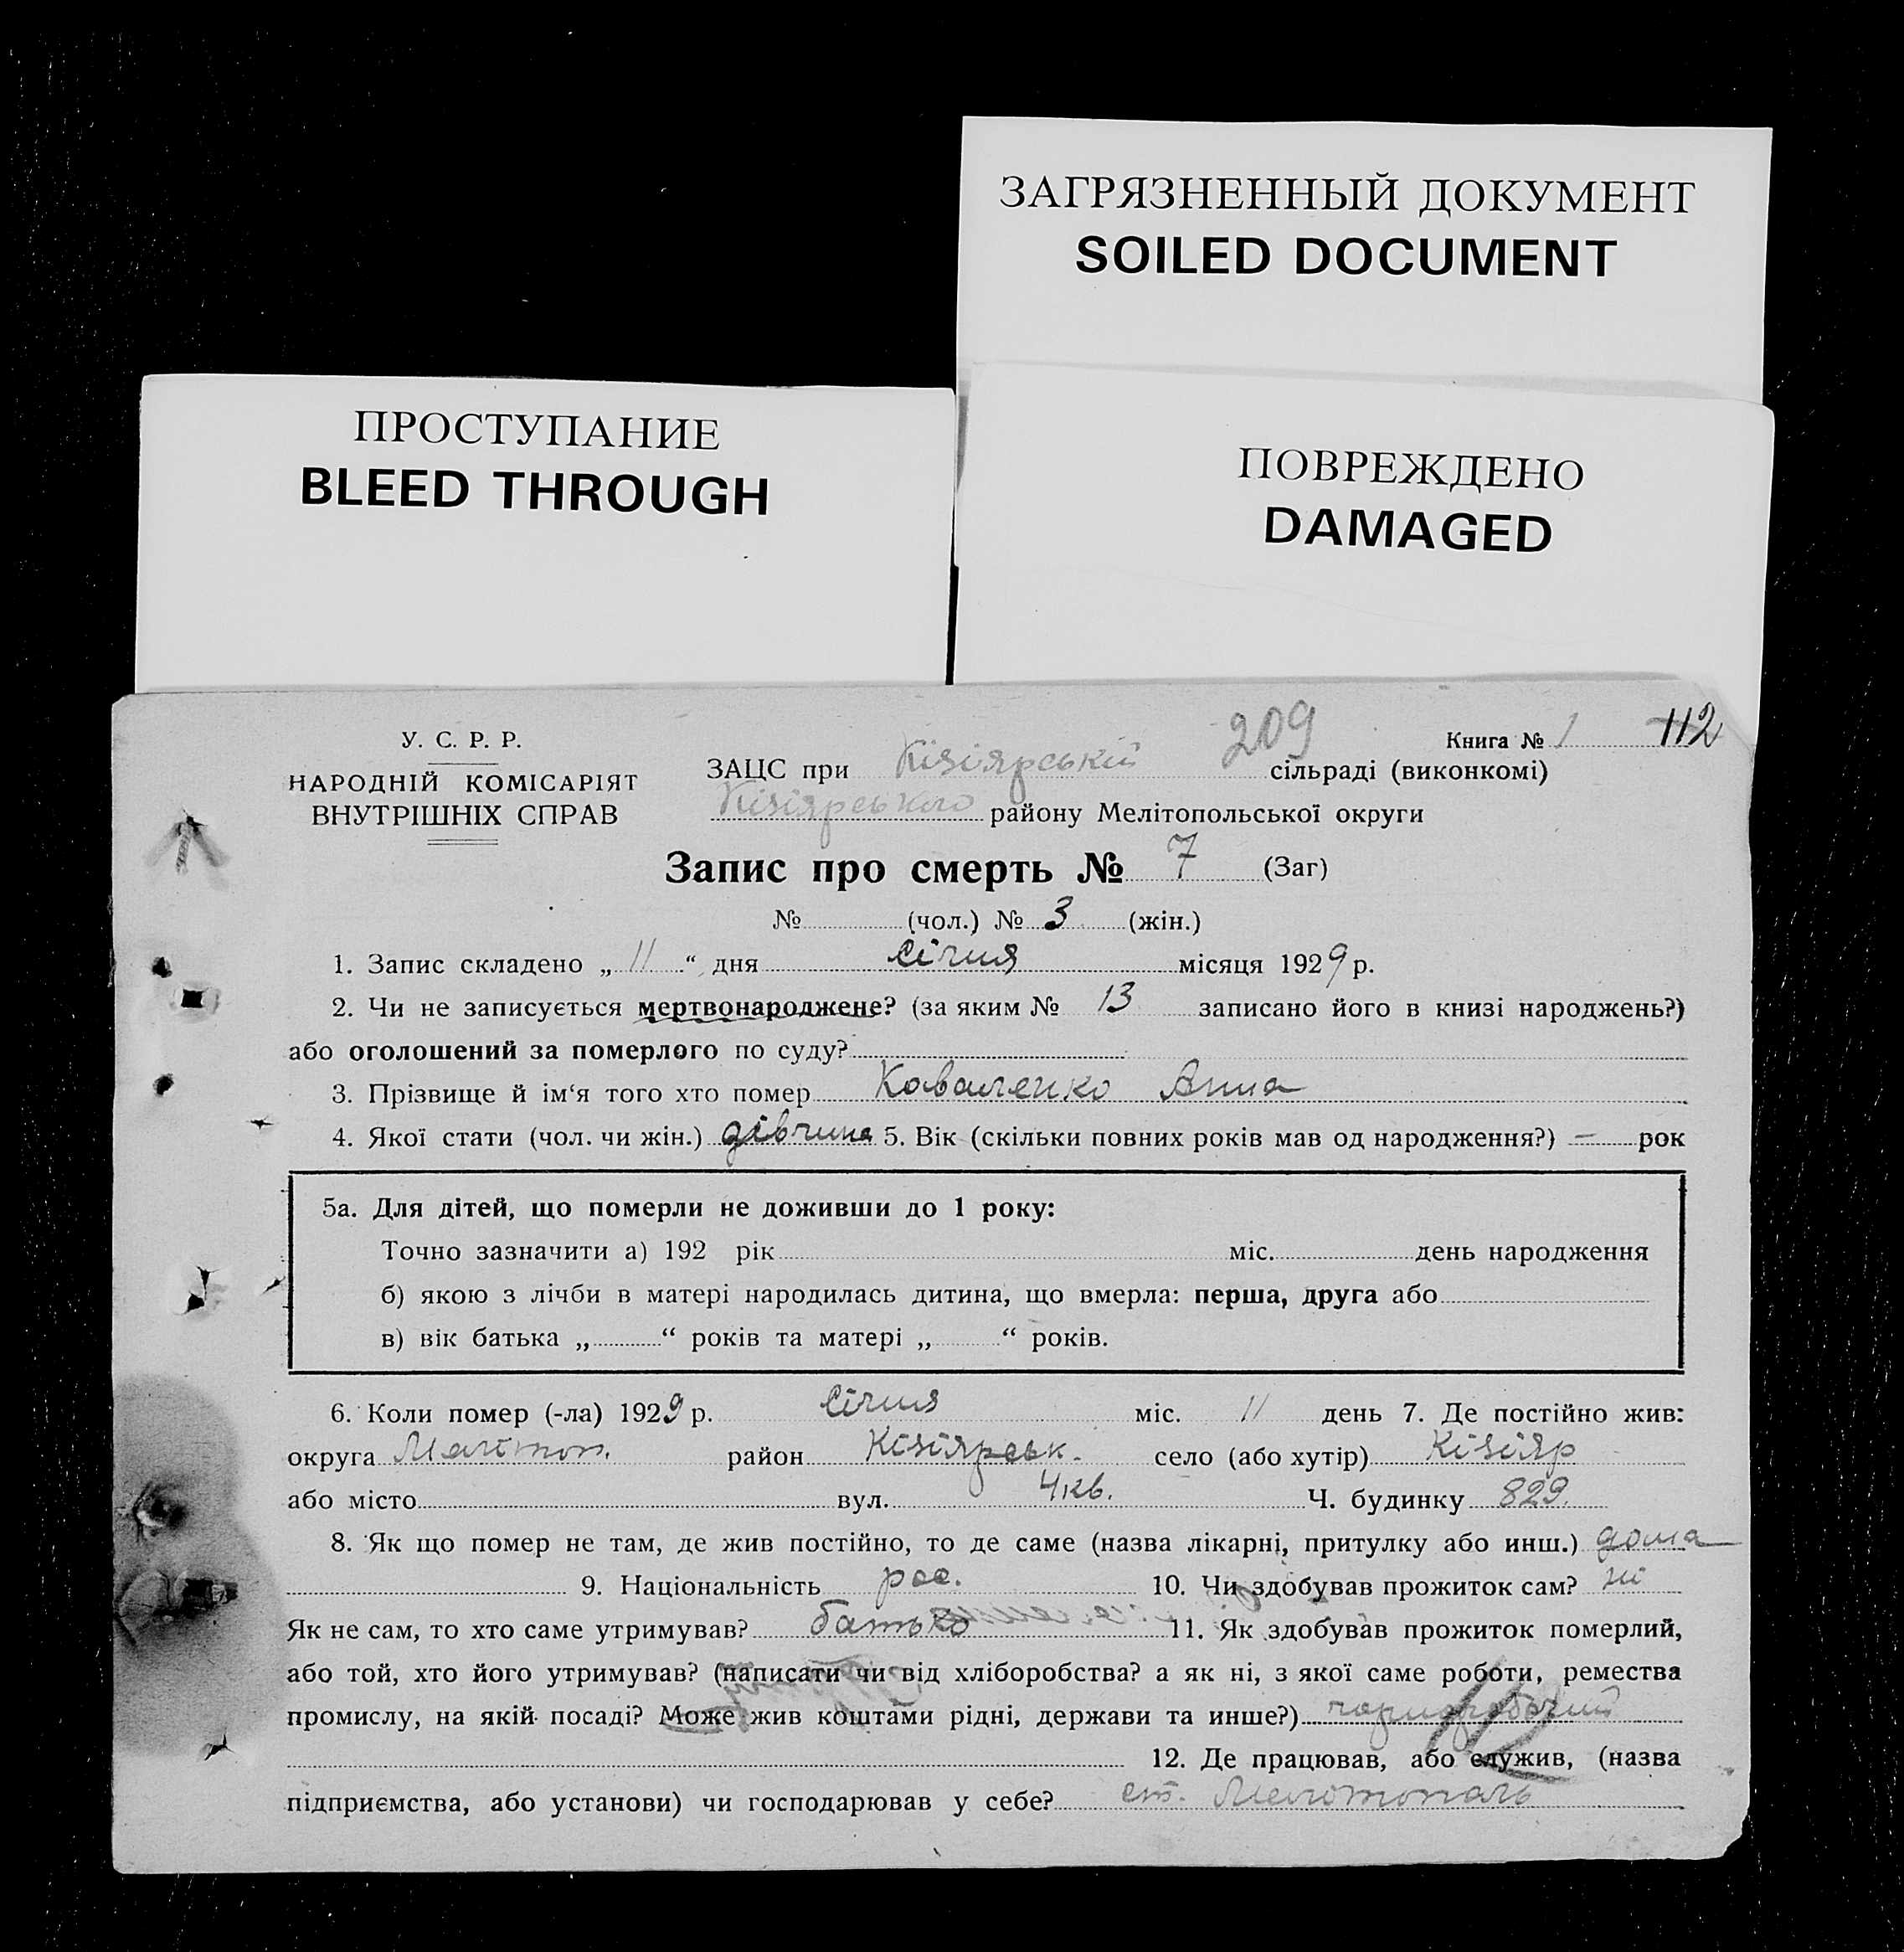 ЗАГРЯЗНЕННЫЙ ДОКУМЕНТ
SOILED DOCUMENT
ПРОСТУПАНИЕ
BLEED THROUGH
ПОВРЕЖДЕНО
DAMAGED
У. С. Р. Р.
НАРОДНІЙ КОМІСАРІЯТ
ВНУТРІШНІХ СПРАВ
209
Книга № 1 112
ЗАЦС при Кізіярській сільраді (виконкомі)
Кізіярського району Мелітопольської округи
Запис про смерть № 7 (Заг)
№ (чол.) № 3 (жін.)
1. Запис складено „ 11 “ дня січня місяця 1929 р.
2. Чи не записується мертвонароджене? (за яким № 13 записано його в книзі народжень?)
або оголошений за померлого по суду?
3. Прізвище й ім‘я того хто помер Коваленко Анна
4. Якої стати (чол. чи жін.) дівчина 5. Вік (скільки повних років мав од народження?) — рок
5а. Для дітей, що померли не доживши до 1 року:
Точно зазначити а) 192 рік міс. день народження
б) якою з лічби в матері народилась дитина, що вмерла: перша, друга або
в) вік батька „ “ років та матері „ “ років.
6. Коли помер (-ла) 1929 р. січня міс. 11 день 7. Де постійно жив:
округа Мелітоп. район Кізіярськ. село (або хутір) Кізіяр
або місто вул. 4 кв. Ч. будинку 829.
8. Як що помер не там, де жив постійно, то де саме (назва лікарні, притулку або инш.) дома
9. Національність рос. 10. Чи здобував прожиток сам? ні
Як не сам, то хто саме утримував? батько 11. Як здобував прожиток померлий,
або той, хто його утримував? (написати чи від хліборобства? а як ні, з якої саме роботи, ремества
промислу, на якій посаді? Може жив коштами рідні, держави та инше?) чорноробочий
12. Де працював, або служив, (назва
підприємства, або установи) чи господарював у себе? ст. Мелітополь